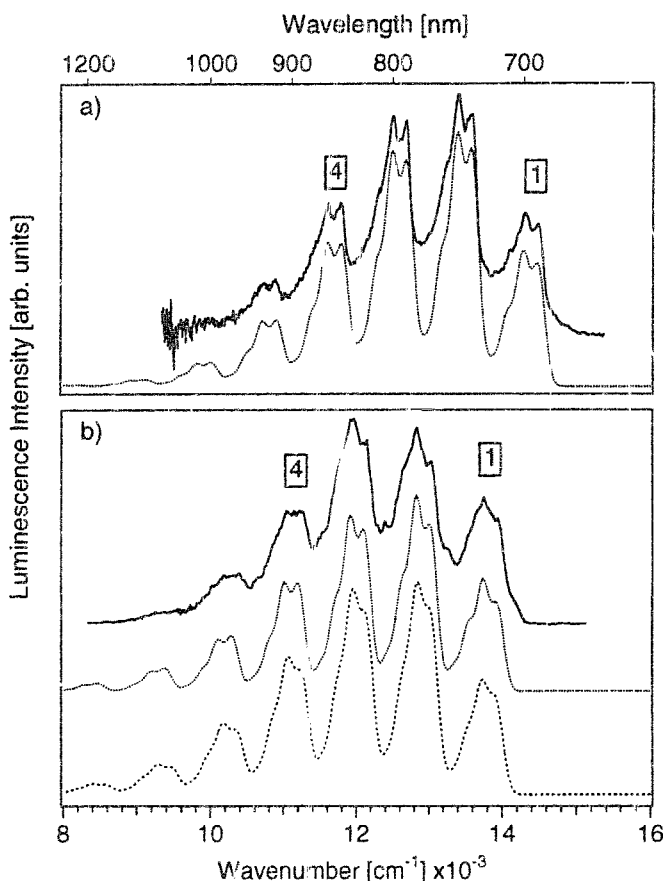 Wavelength [nm]
1200 1000 900 800 700
a)
4
1
b)
4
1
Luminescence Intensity [arb. units]
8 10 12 14 16
Wavenumber [cm⁻¹] x10⁻³